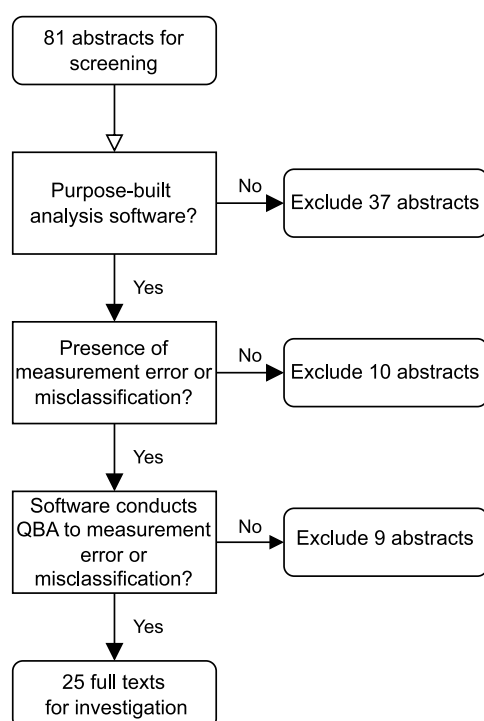 81 abstracts for
screening
Purpose-built
analysis software?
No
Exclude 37 abstracts
Yes
Presence of
measurement error or
misclassification?
No
Exclude 10 abstracts
Yes
Software conducts
QBA to measurement
error or
misclassification?
No
Exclude 9 abstracts
Yes
25 full texts
for investigation